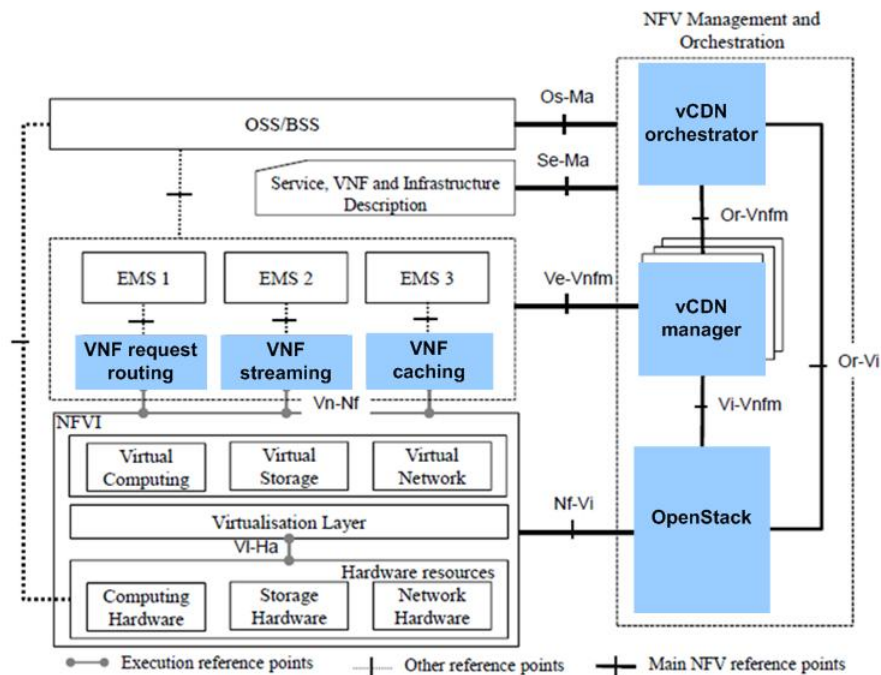 NFV Management and
Orchestration
vCDN
orchestrator
Os-Ma
OSS/BSS
Se-Ma
Service, VNF and Infrastructure
Description
Or-Vnfm
EMS 1
EMS 2
EMS 3
Ve-Vnfm
vCDN
manager
VNF request
routing
VNF
streaming
VNF
caching
Or-Vi
Vn-Nf
Vi-Vnfm
NFVI
Virtual
Computing
Virtual
Storage
Virtual
Network
Nf-Vi
OpenStack
Virtualisation Layer
Vl-Ha
Hardware resources
Computing
Hardware
Storage
Hardware
Network
Hardware
Execution reference points
Other reference points
Main NFV reference points